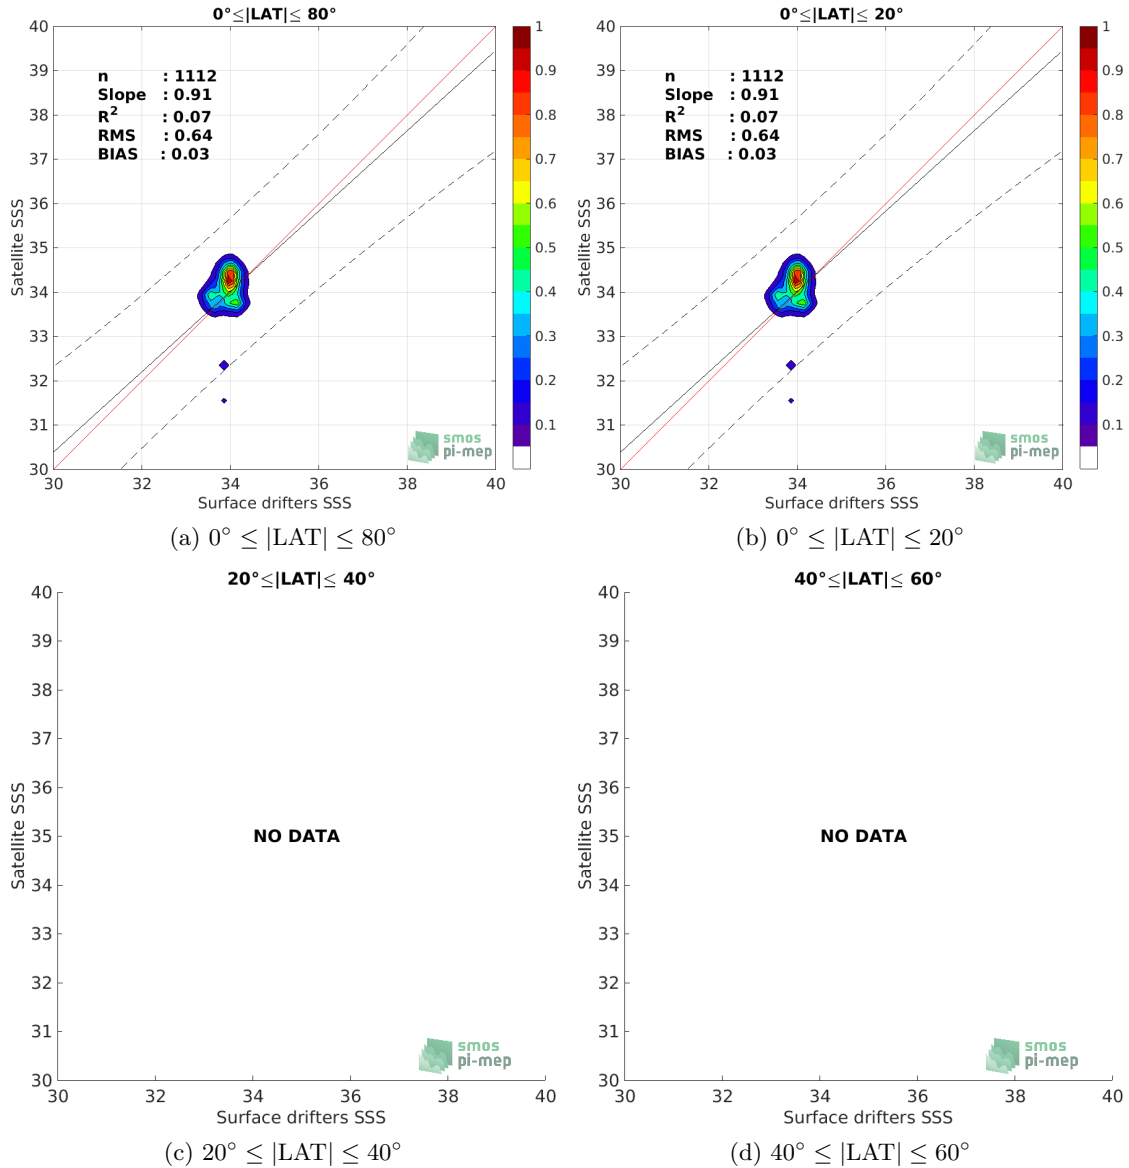 0°≤|LAT|≤ 80°
40
39
38
37
36
35
34
33
32
31
30
Satellite SSS
n : 1112
Slope : 0.91
R² : 0.07
RMS : 0.64
BIAS : 0.03
1
0.9
0.8
0.7
0.6
0.5
0.4
0.3
0.2
0.1
smos
pi-mep
30 32 34 36 38 40
Surface drifters SSS
(a) 0° ≤ |LAT| ≤ 80°
0°≤|LAT|≤ 20°
40
39
38
37
36
35
34
33
32
31
30
Satellite SSS
n : 1112
Slope : 0.91
R² : 0.07
RMS : 0.64
BIAS : 0.03
1
0.9
0.8
0.7
0.6
0.5
0.4
0.3
0.2
0.1
smos
pi-mep
30 32 34 36 38 40
Surface drifters SSS
(b) 0° ≤ |LAT| ≤ 20°
20°≤|LAT|≤ 40°
40
39
38
37
36
35
34
33
32
31
30
Satellite SSS
NO DATA
smos
pi-mep
30 32 34 36 38 40
Surface drifters SSS
(c) 20° ≤ |LAT| ≤ 40°
40°≤|LAT|≤ 60°
40
39
38
37
36
35
34
33
32
31
30
Satellite SSS
NO DATA
smos
pi-mep
30 32 34 36 38 40
Surface drifters SSS
(d) 40° ≤ |LAT| ≤ 60°